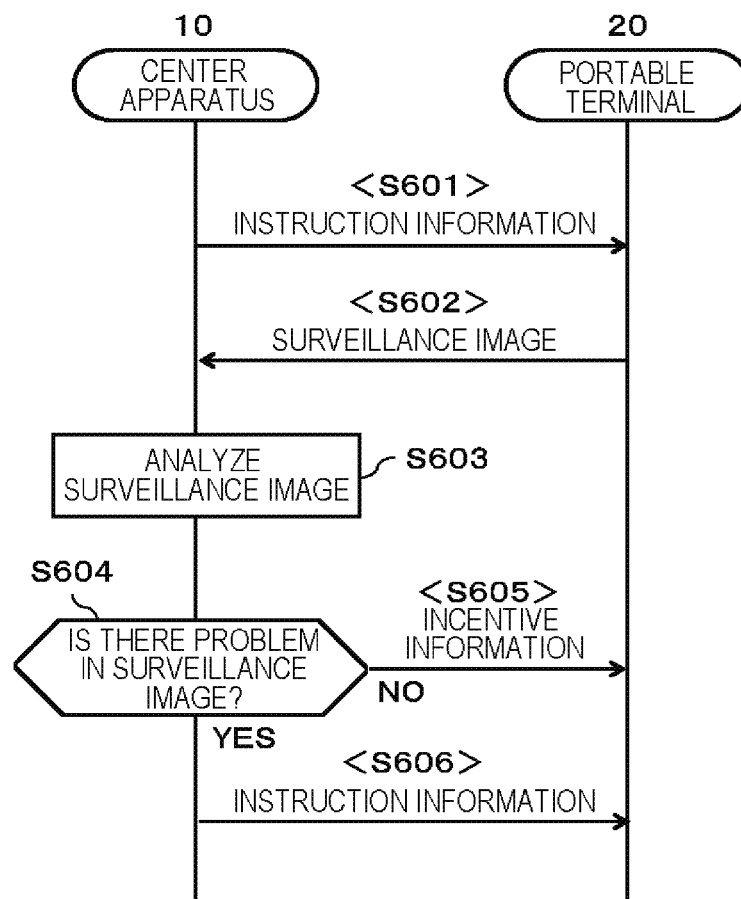 10
CENTER
APPARATUS
20
PORTABLE
TERMINAL
<S601>
INSTRUCTION INFORMATION
<S602>
SURVEILLANCE IMAGE
ANALYZE
SURVEILLANCE IMAGE
S603
S604
IS THERE PROBLEM
IN SURVEILLANCE
IMAGE?
<S605>
INCENTIVE
INFORMATION
NO
YES
<S606>
INSTRUCTION INFORMATION